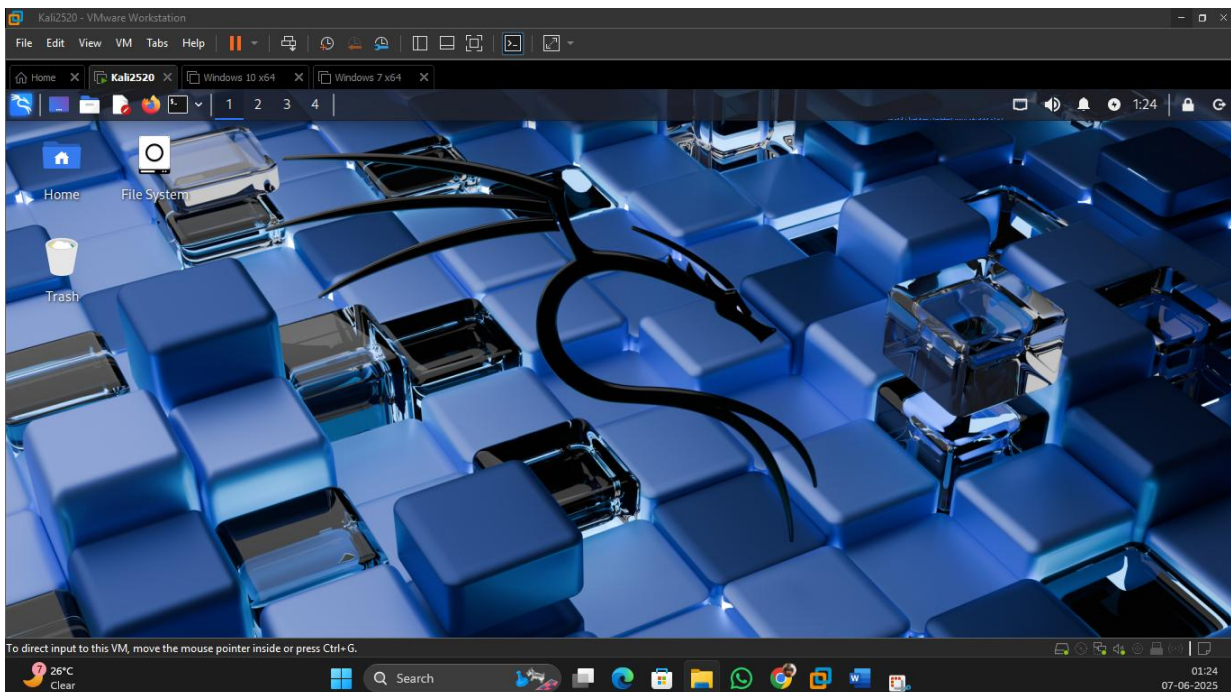 Kali2520 - VMware Workstation
File Edit View VM Tabs Help
Home Kali2520 Windows 10 x64 Windows 7 x64
1 2 3 4 1:24
Home File System
Trash
To direct input to this VM, move the mouse pointer inside or press Ctrl+G.
7 26°C Search 01:24
Clear 07-06-2025